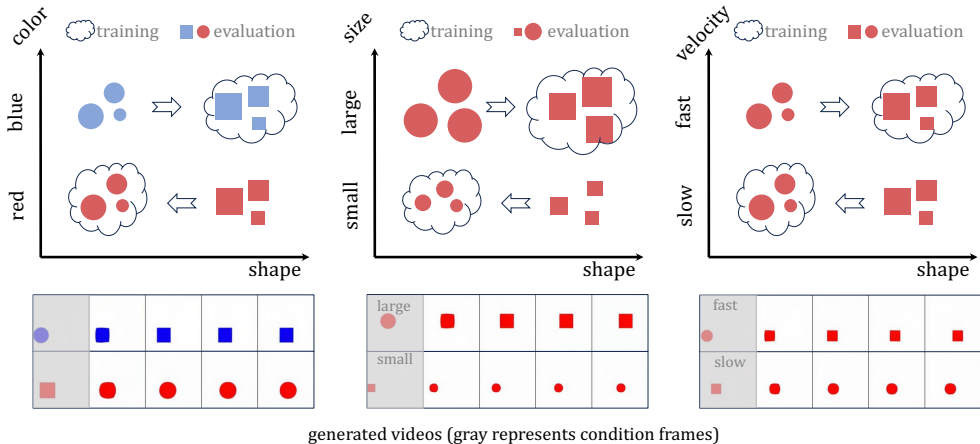 color
training
evaluation
blue
red
shape
size
training
evaluation
large
small
shape
velocity
training
evaluation
fast
slow
shape
large
small
fast
slow
generated videos (gray represents condition frames)